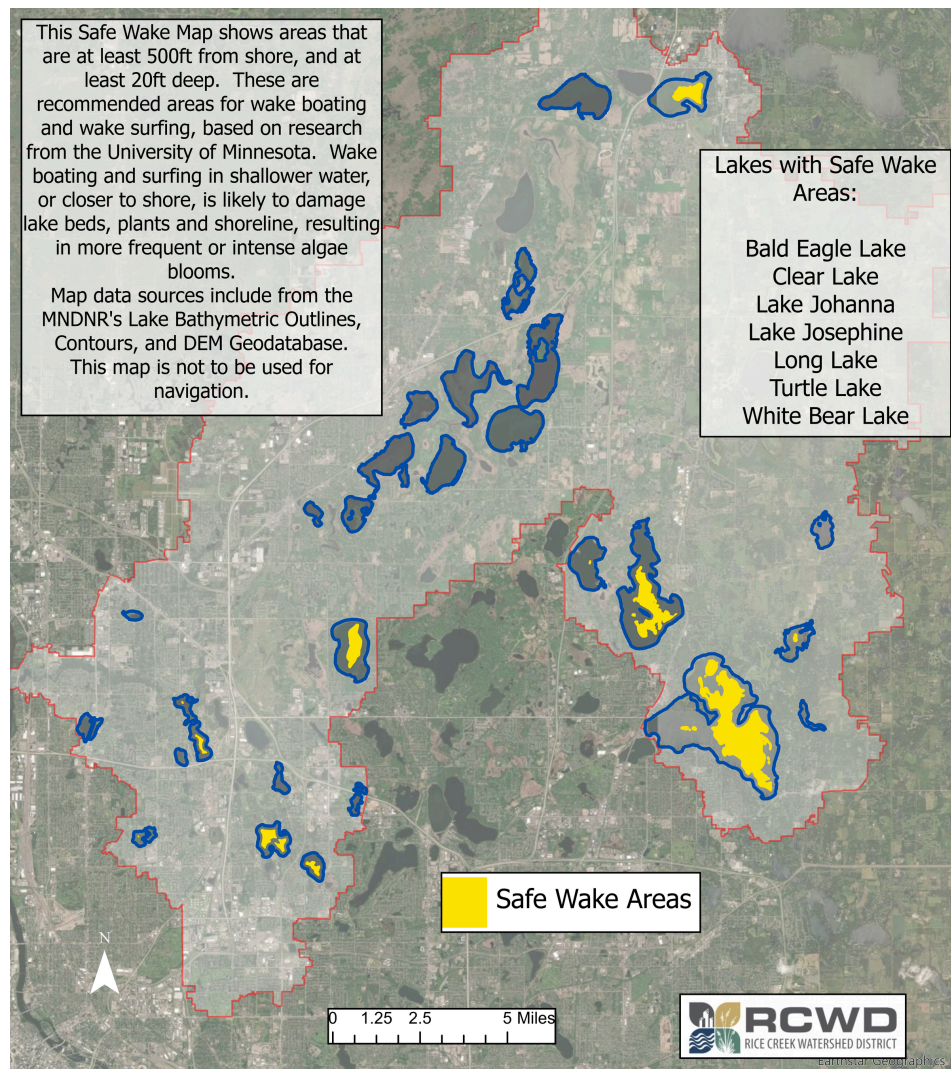 This Safe Wake Map shows areas that
are at least 500ft from shore, and at
least 20ft deep.  These are
recommended areas for wake boating
and wake surfing, based on research
from the University of Minnesota.  Wake
boating and surfing in shallower water,
or closer to shore, is likely to damage
lake beds, plants and shoreline, resulting
in more frequent or intense algae
blooms.
Map data sources include from the
MNDNR's Lake Bathymetric Outlines,
Contours, and DEM Geodatabase.
This map is not to be used for
navigation.
Lakes with Safe Wake
Areas:
Bald Eagle Lake
Clear Lake
Lake Johanna
Lake Josephine
Long Lake
Turtle Lake
White Bear Lake
Safe Wake Areas
N
0 1.25 2.5 5 Miles
RCWD
RICE CREEK WATERSHED DISTRICT
Earthstar Geographics